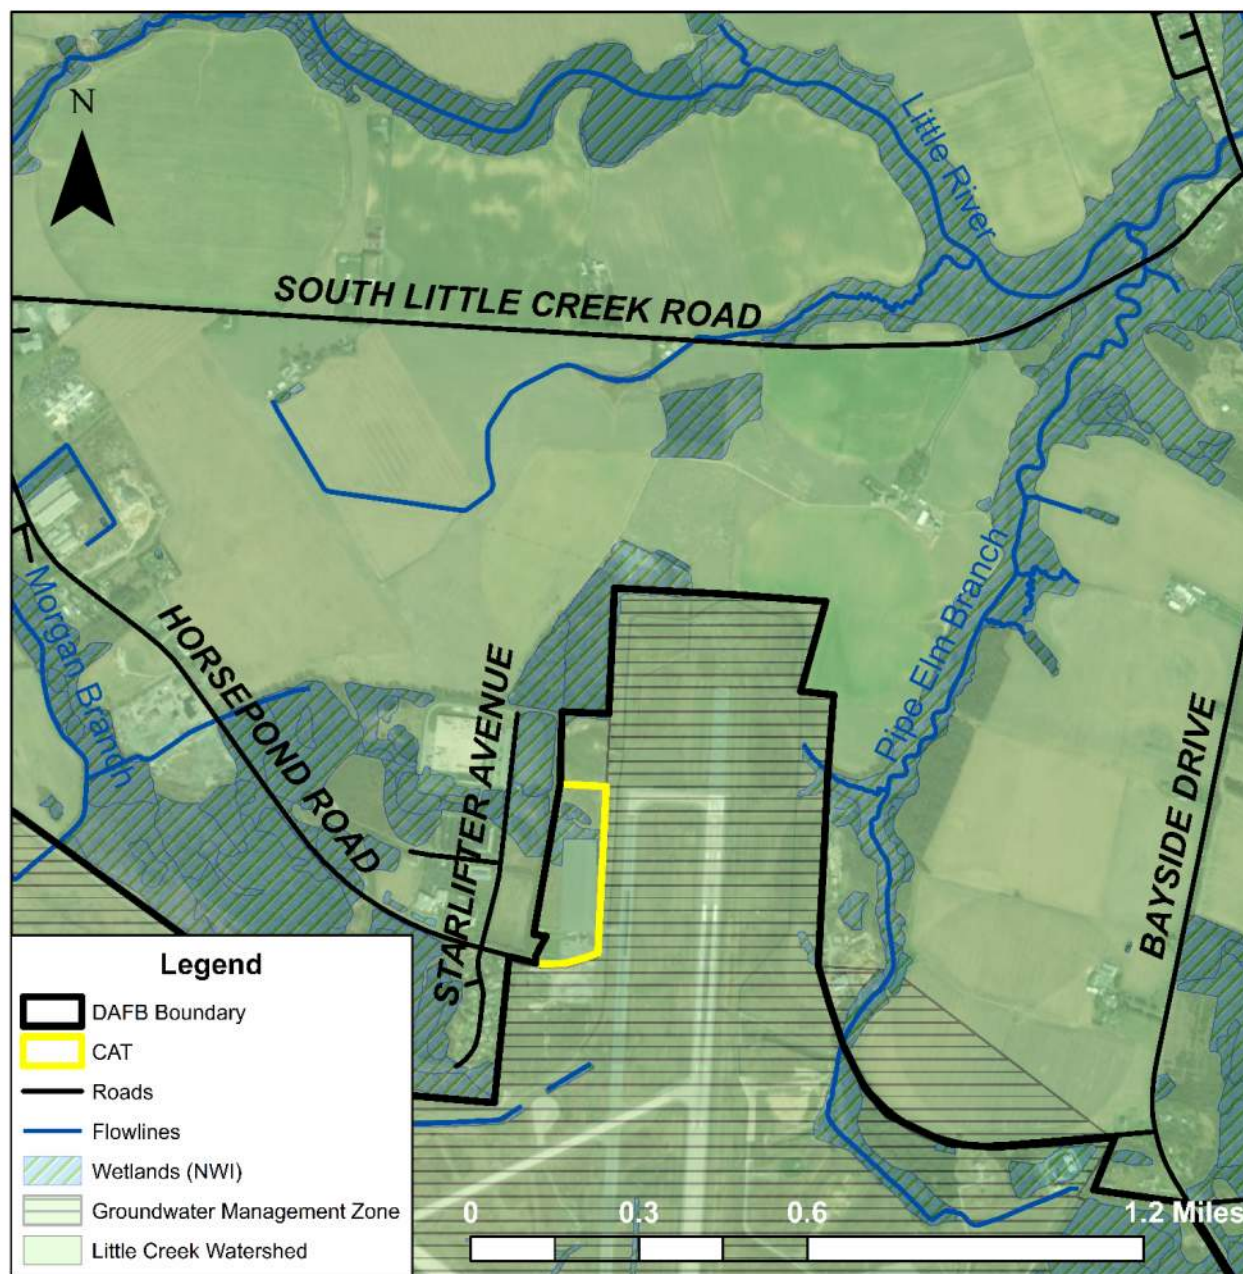 N
Little River
SOUTH LITTLE CREEK ROAD
Morgan Branch
HORSEPOND ROAD
STARLIFTER AVENUE
Pipe Elm Branch
BAYSIDE DRIVE
Legend
DAFB Boundary
CAT
Roads
Flowlines
Wetlands (NWI)
Groundwater Management Zone
Little Creek Watershed
0 0.3 0.6 1.2 Miles